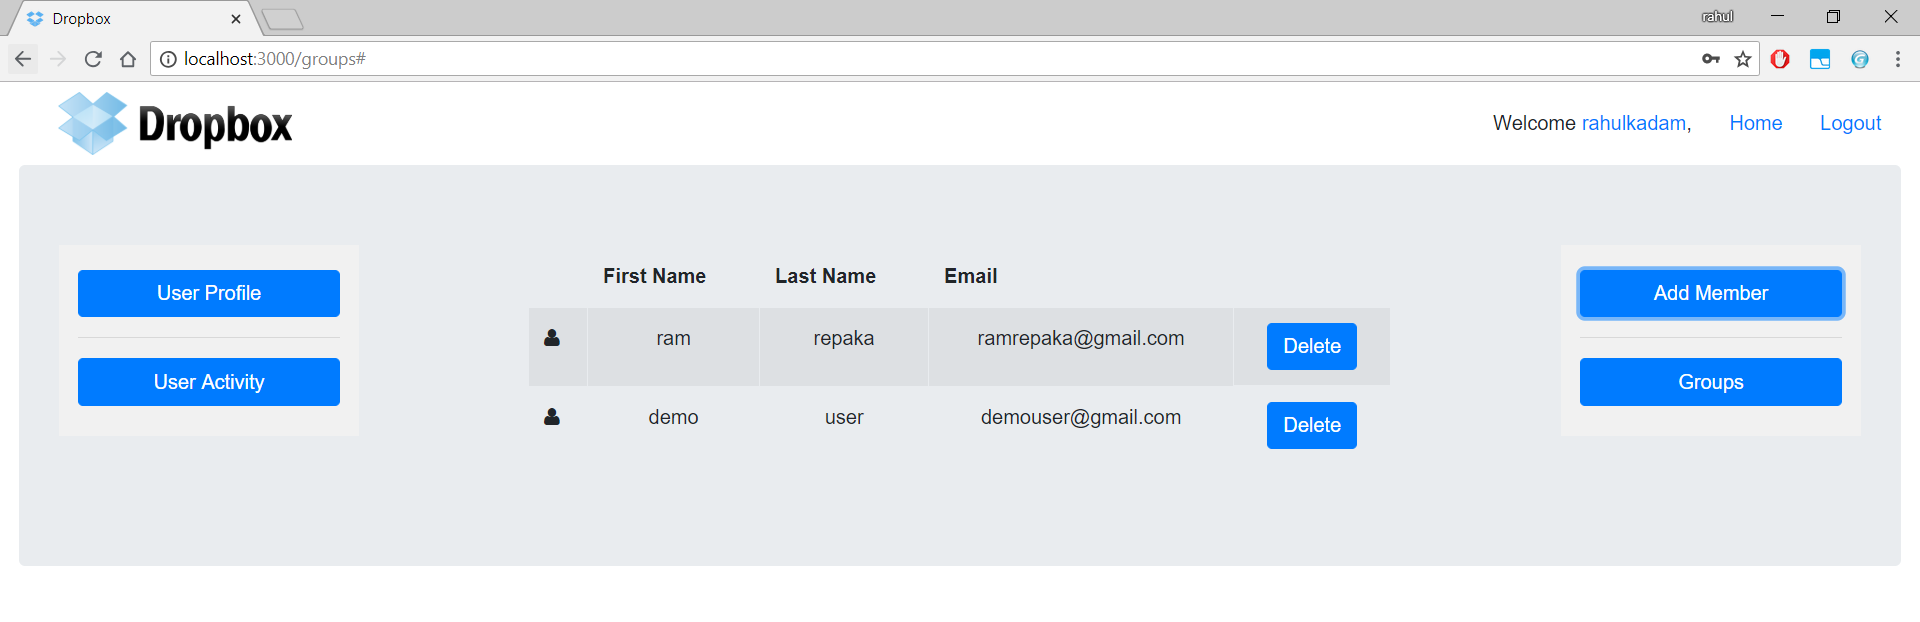 Dropbox
rahul
localhost:3000/groups#
Dropbox
Welcome rahulkadam, Home Logout
User Profile
User Activity
First Name Last Name Email
ram repaka ramrepaka@gmail.com Delete
demo user demouser@gmail.com Delete
Add Member
Groups